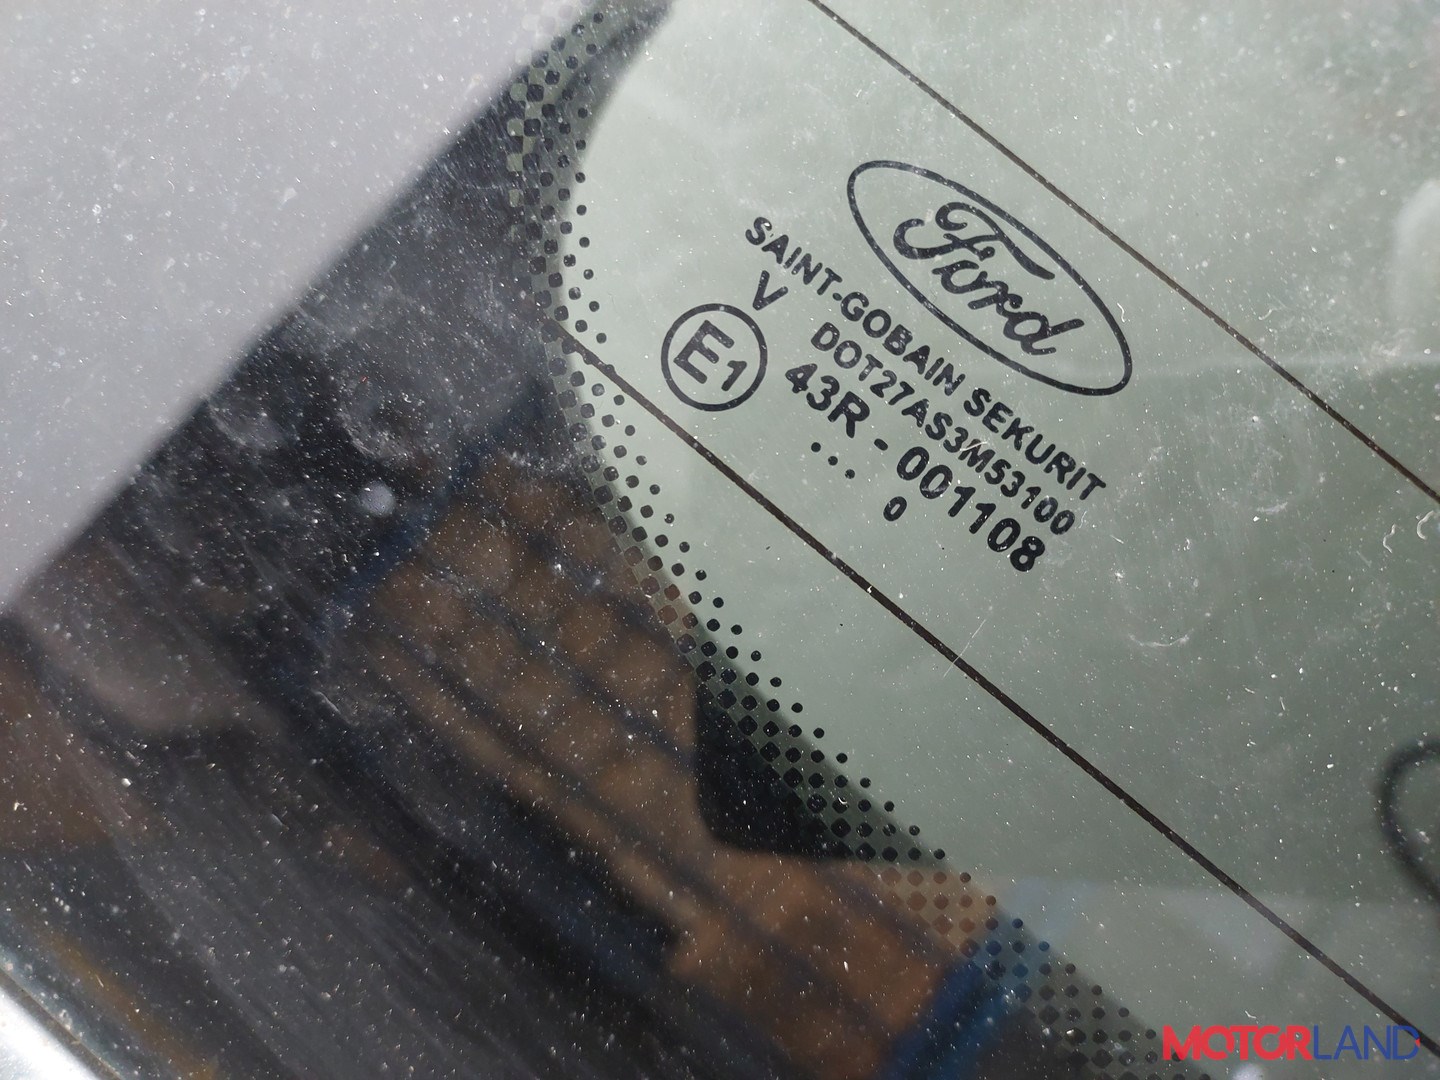 Ford
SAINT-GOBAIN SEKURIT
V
DOT27AS3M53100
E1
43R - 001108
...
0
MOTORLAND